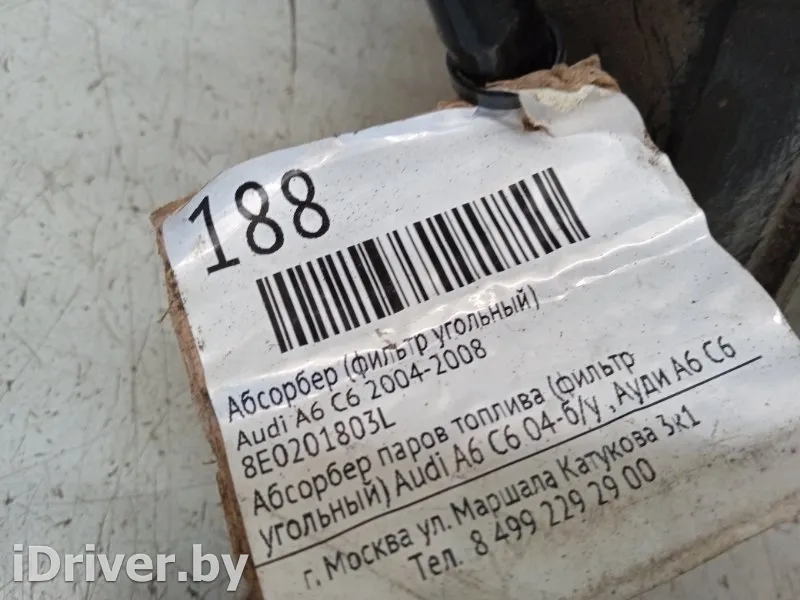 188
Абсорбер (фильтр угольный)
Audi A6 C6 2004-2008
8E0201803L
Абсорбер паров топлива (фильтр
угольный) Audi A6 C6 04-б/у , Ауди А6 С6
г. Москва ул. Маршала Катукова 3к1
Тел. 8 499 229 29 00
iDriver.by